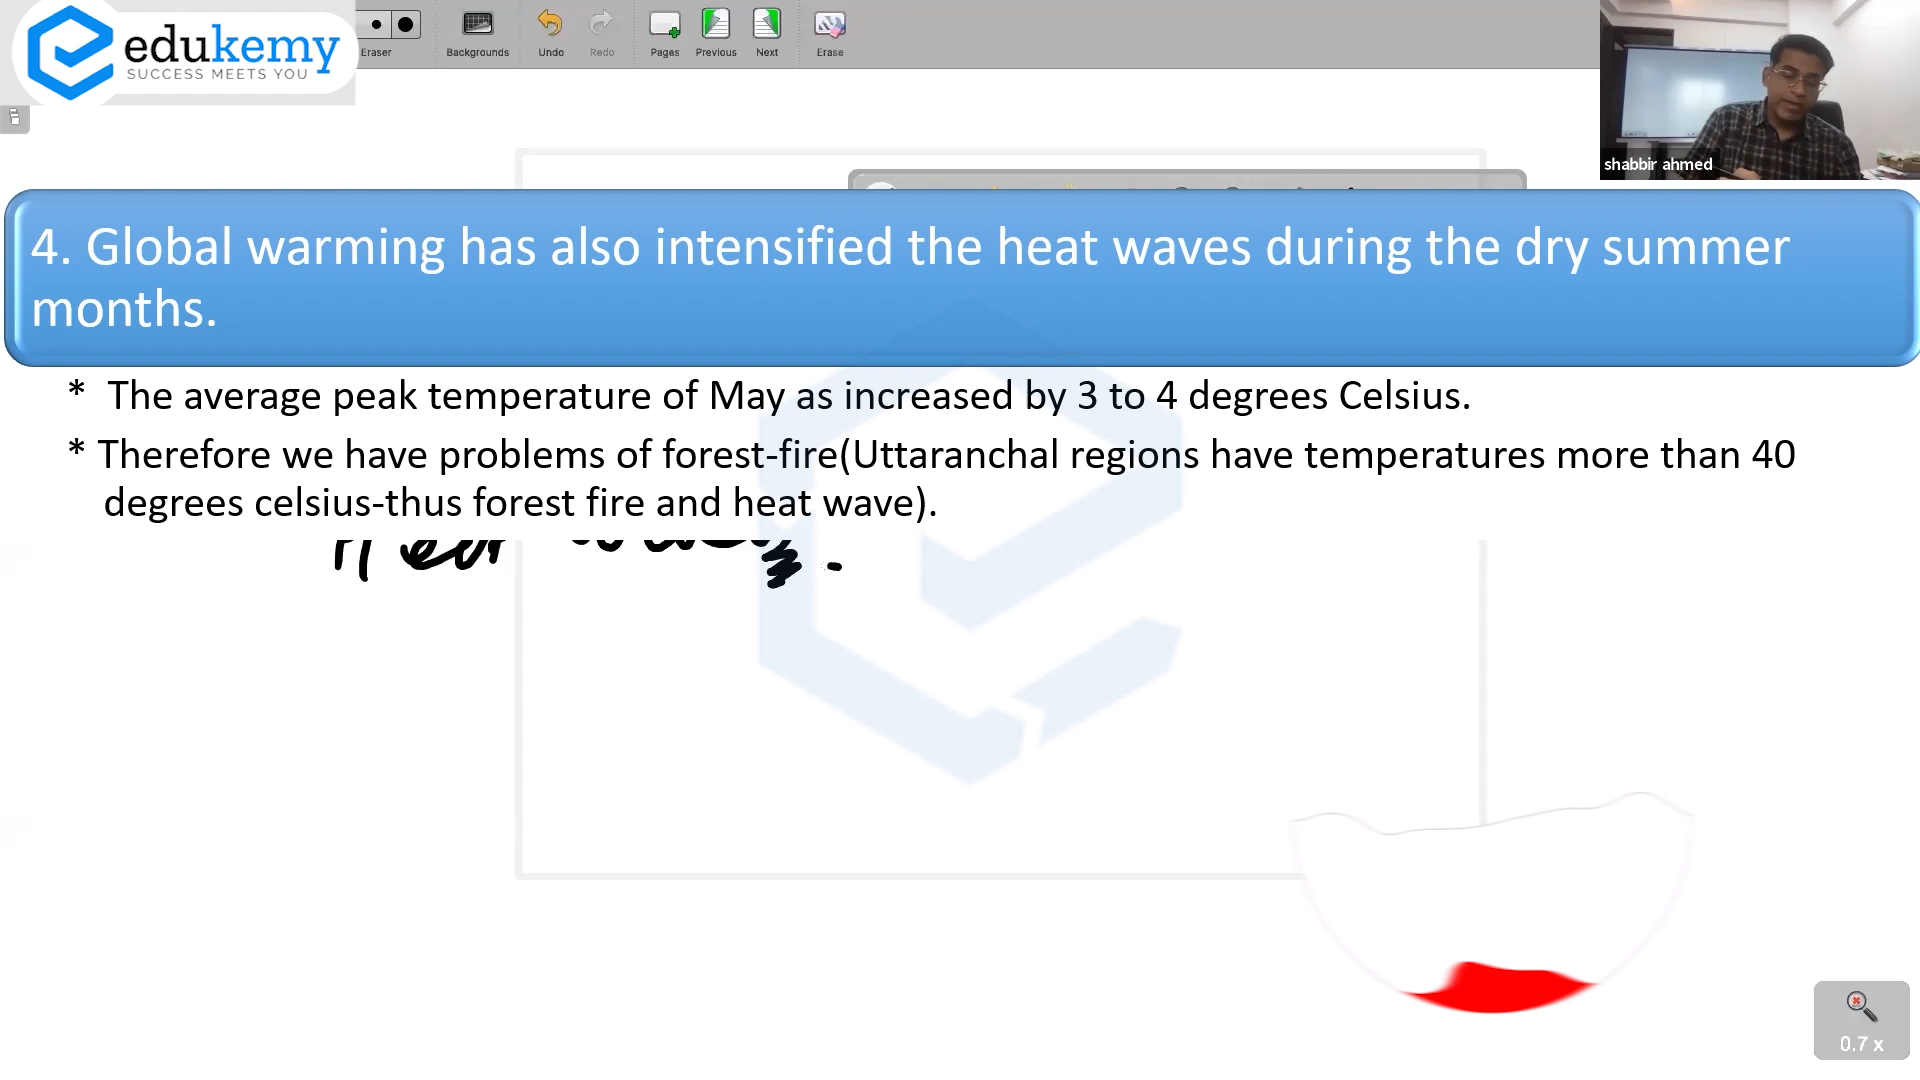 edukemy
SUCCESS MEETS YOU
Eraser
Backgrounds
Undo
Redo
Pages
Previous
Next
Erase
shabbir ahmed
4. Global warming has also intensified the heat waves during the dry summer
months.
* The average peak temperature of May as increased by 3 to 4 degrees Celsius.
* Therefore we have problems of forest-fire(Uttaranchal regions have temperatures more than 40
degrees celsius-thus forest fire and heat wave).
0.7 x